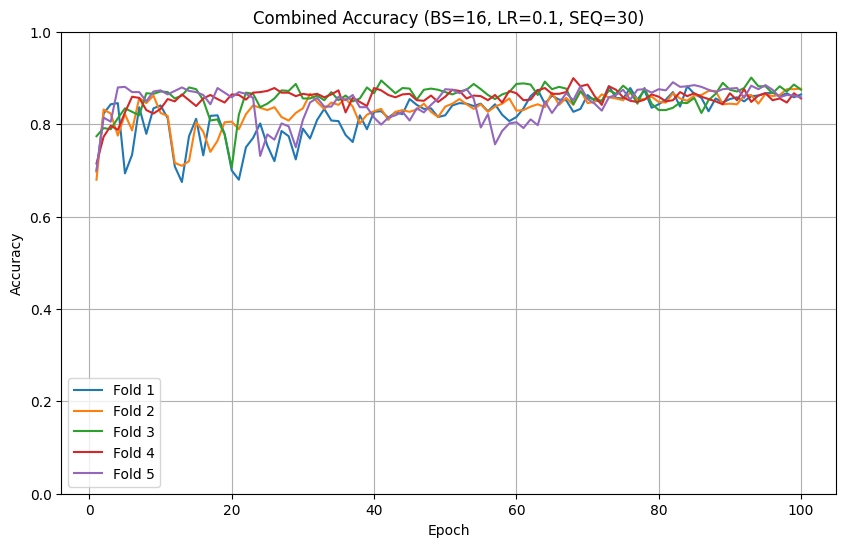 Combined Accuracy (BS=16, LR=0.1, SEQ=30)
1.0
0.8
0.6
0.4
0.2
0.0
Accuracy
Fold 1
Fold 2
Fold 3
Fold 4
Fold 5
0 20 40 60 80 100
Epoch